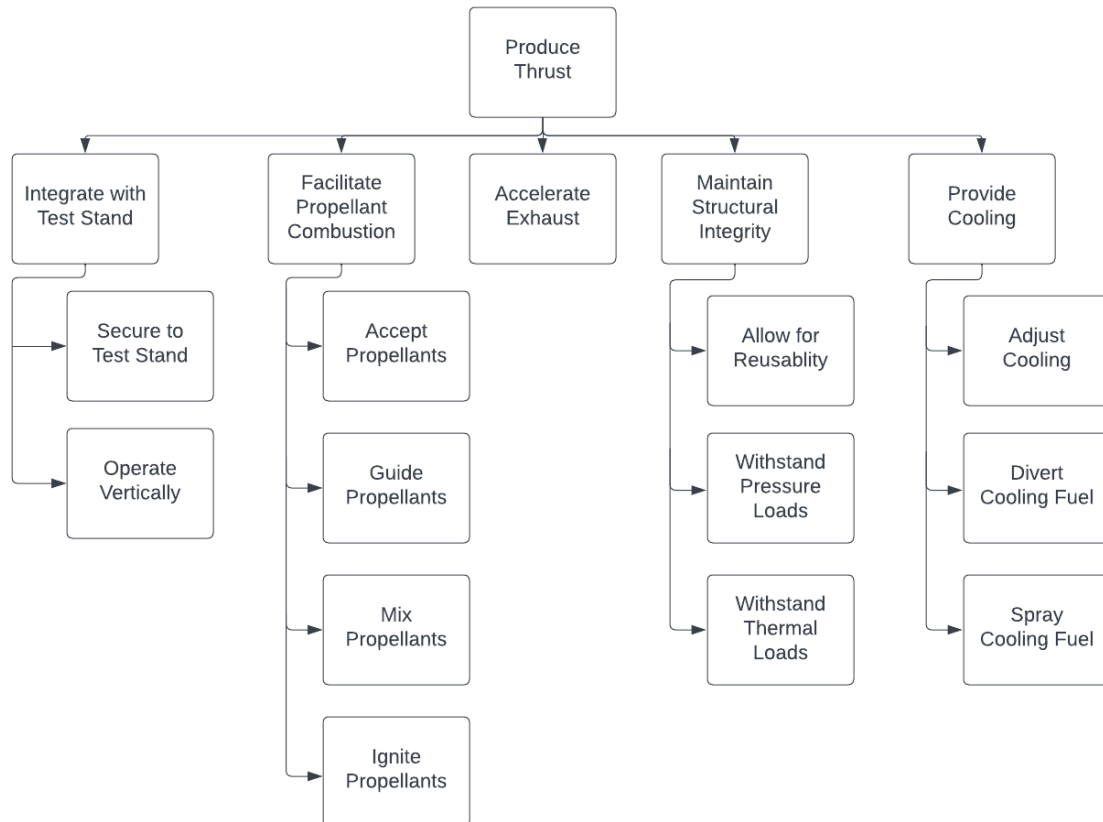 Produce
Thrust
Integrate with
Test Stand
Facilitate
Propellant
Combustion
Accelerate
Exhaust
Maintain
Structural
Integrity
Provide
Cooling
Secure to
Test Stand
Operate
Vertically
Accept
Propellants
Guide
Propellants
Mix
Propellants
Ignite
Propellants
Allow for
Reusablity
Withstand
Pressure
Loads
Withstand
Thermal
Loads
Adjust
Cooling
Divert
Cooling Fuel
Spray
Cooling Fuel